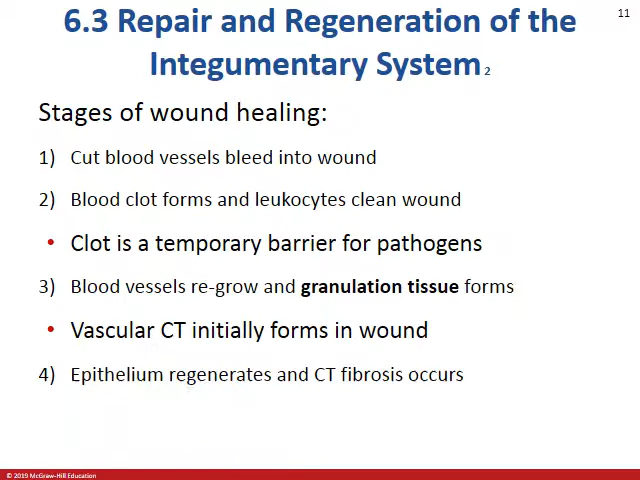 11
6.3 Repair and Regeneration of the
Integumentary System 2
Stages of wound healing:
1) Cut blood vessels bleed into wound
2) Blood clot forms and leukocytes clean wound
• Clot is a temporary barrier for pathogens
3) Blood vessels re-grow and granulation tissue forms
• Vascular CT initially forms in wound
4) Epithelium regenerates and CT fibrosis occurs
© 2019 McGraw-Hill Education